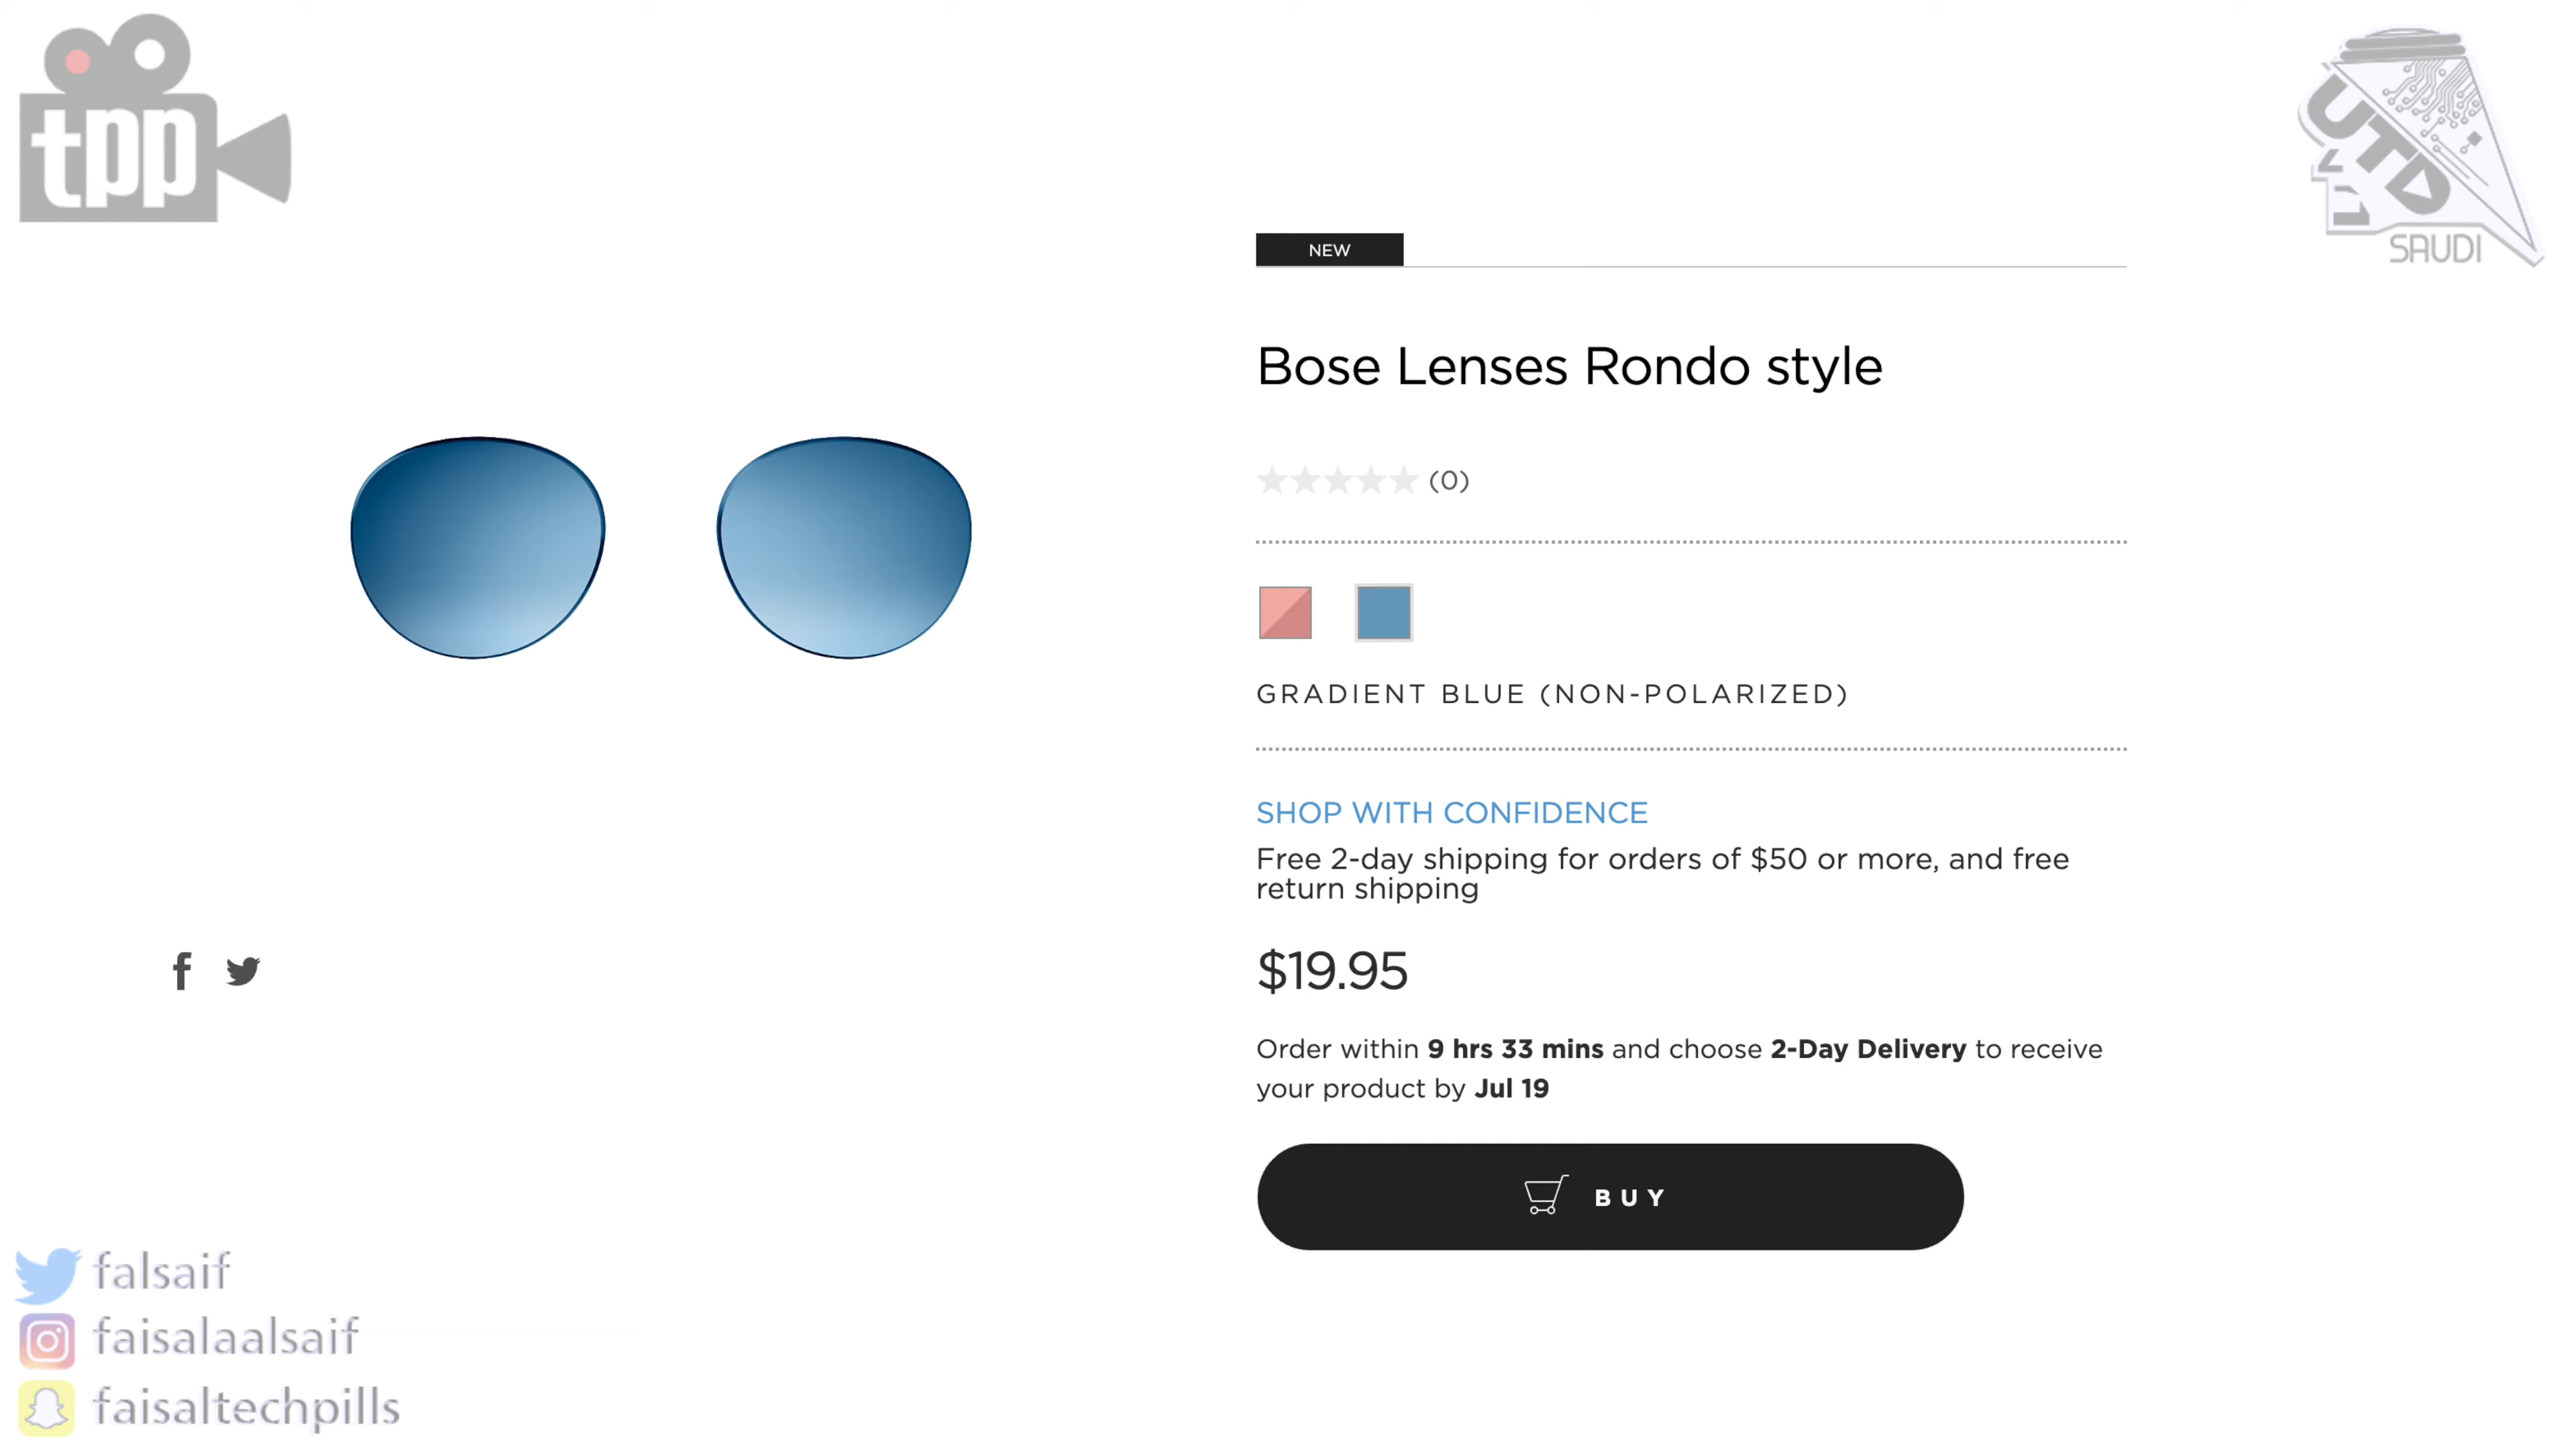 tpp
UTD
SAUDI
NEW
Bose Lenses Rondo style
(0)
GRADIENT BLUE (NON-POLARIZED)
SHOP WITH CONFIDENCE
Free 2-day shipping for orders of $50 or more, and free
return shipping
$19.95
Order within 9 hrs 33 mins and choose 2-Day Delivery to receive
your product by Jul 19
BUY
falsaif
faisalaalsaif
faisaltechpills